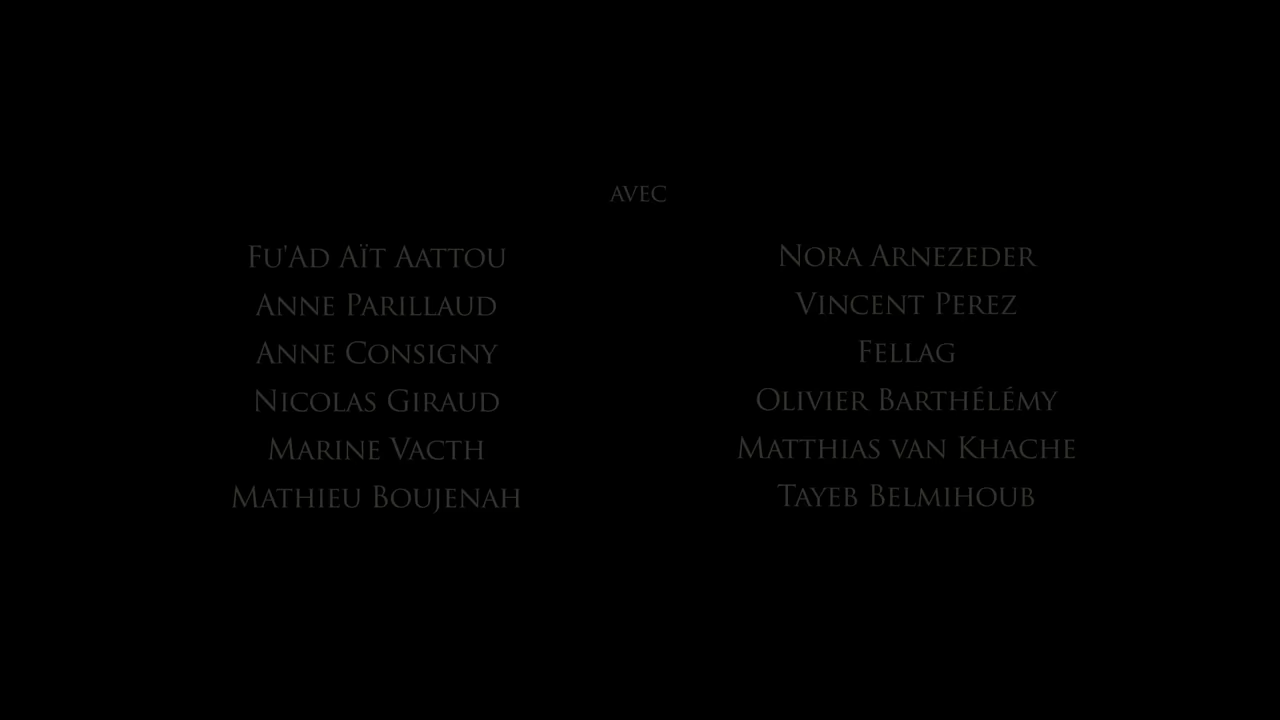 AVEC
FU'AD AÏT AATTOU
ANNE PARILLAUD
ANNE CONSIGNY
NICOLAS GIRAUD
MARINE VACTH
MATHIEU BOUJENAH
NORA ARNEZEDER
VINCENT PEREZ
FELLAG
OLIVIER BARTHÉLÉMY
MATTHIAS VAN KHACHE
TAYEB BELMIHOUB